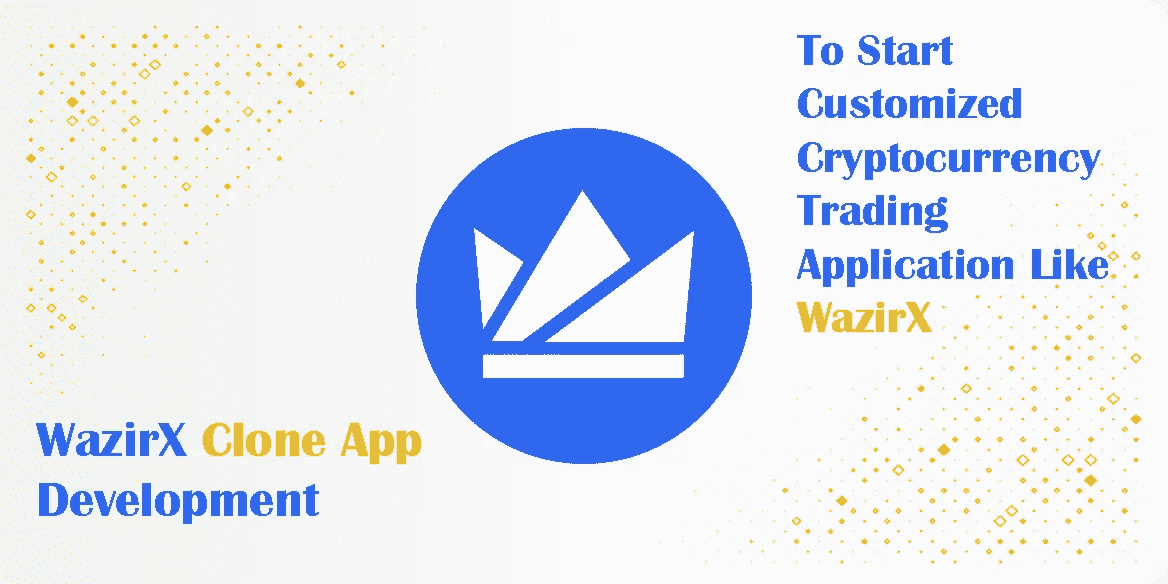 To Start
Customized
Cryptocurrency
Trading
Application Like
WazirX
WazirX Clone App
Development